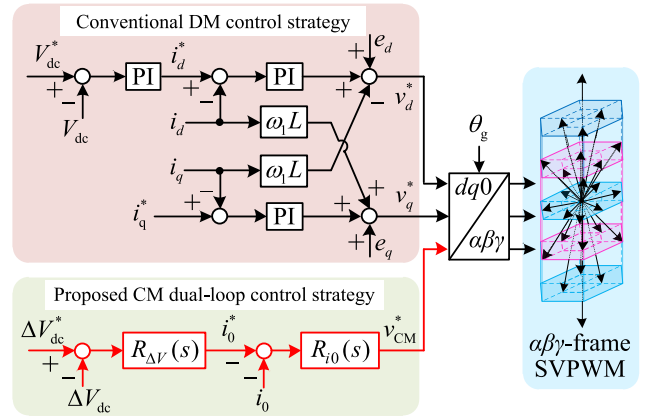 Conventional DM control strategy
V*dc + − PI i*d + − PI + + − ed v*d
Vdc
id ω1L
θg
iq ω1L
dq0
− + + + v*q
i*q + PI + eq
αβγ
Proposed CM dual-loop control strategy
ΔV*dc + − RΔV(s) i*0 − − Ri0(s) v*CM
ΔVdc
i0
αβγ-frame
SVPWM